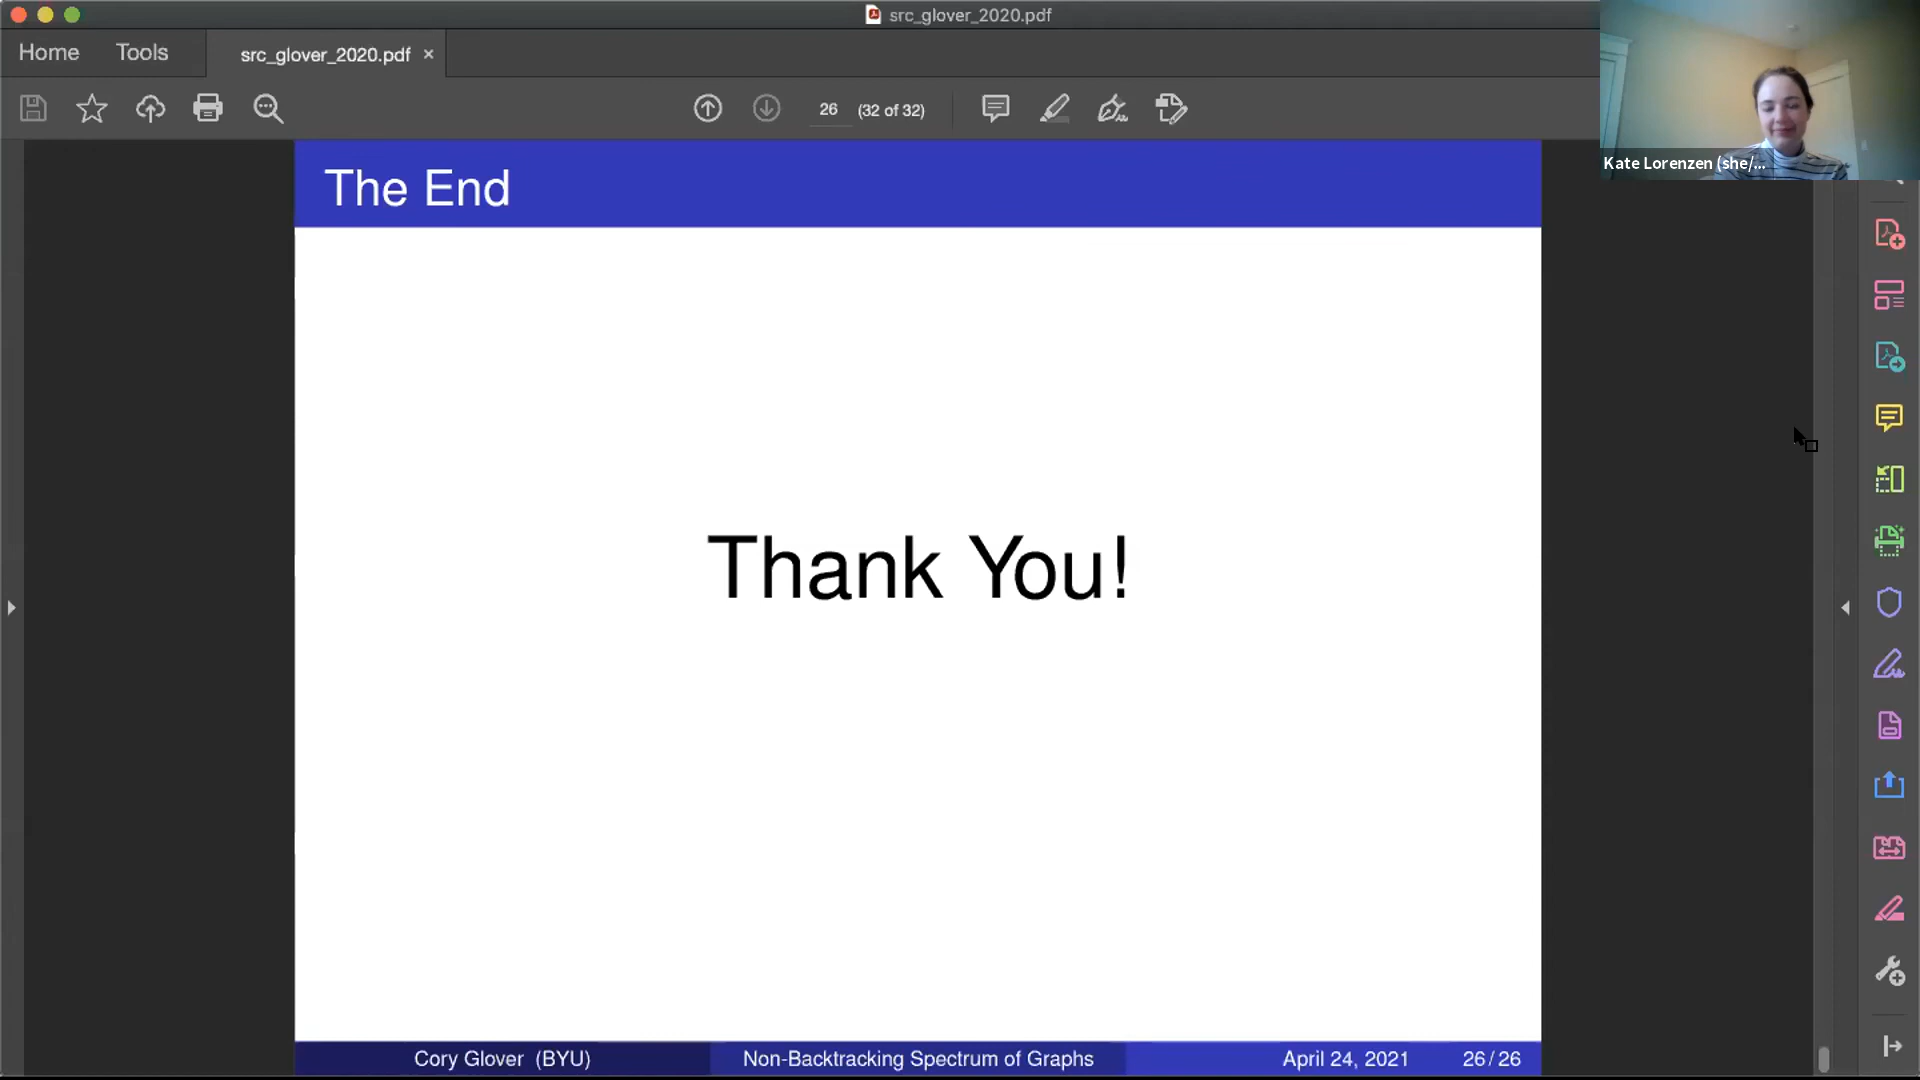 src_glover_2020.pdf
Home
Tools
src_glover_2020.pdf ×
26 (32 of 32)
Kate Lorenzen (she/...
The End
Thank You!
Cory Glover (BYU)
Non-Backtracking Spectrum of Graphs
April 24, 2021
26/26